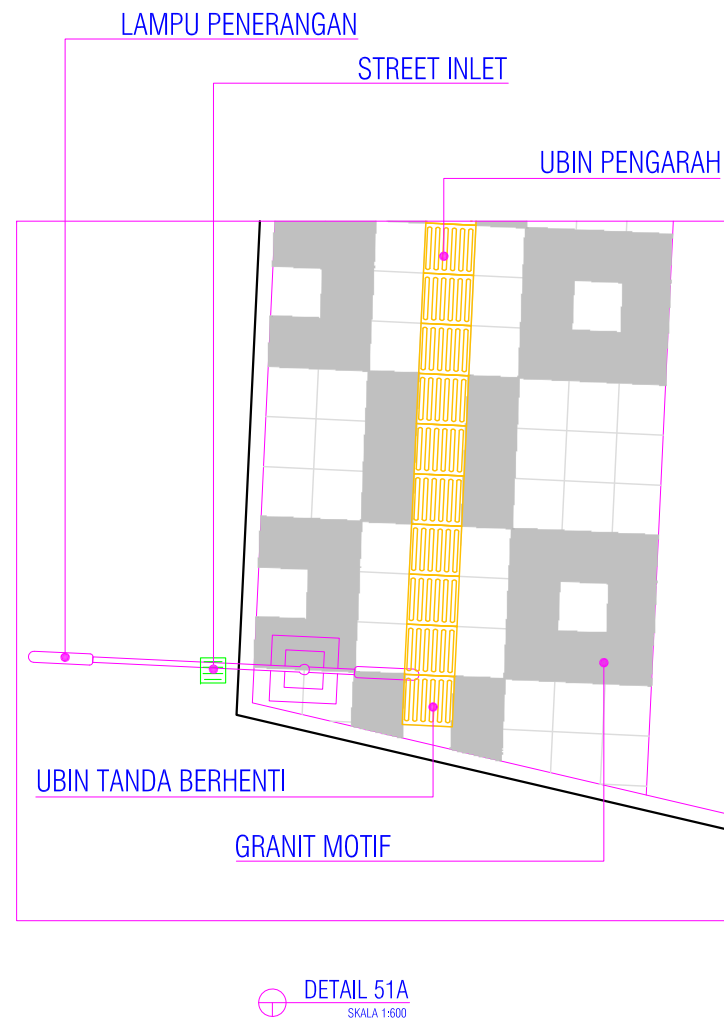 LAMPU PENERANGAN
STREET INLET
UBIN PENGARAH
UBIN TANDA BERHENTI
GRANIT MOTIF
DETAIL 51A
SKALA 1:600